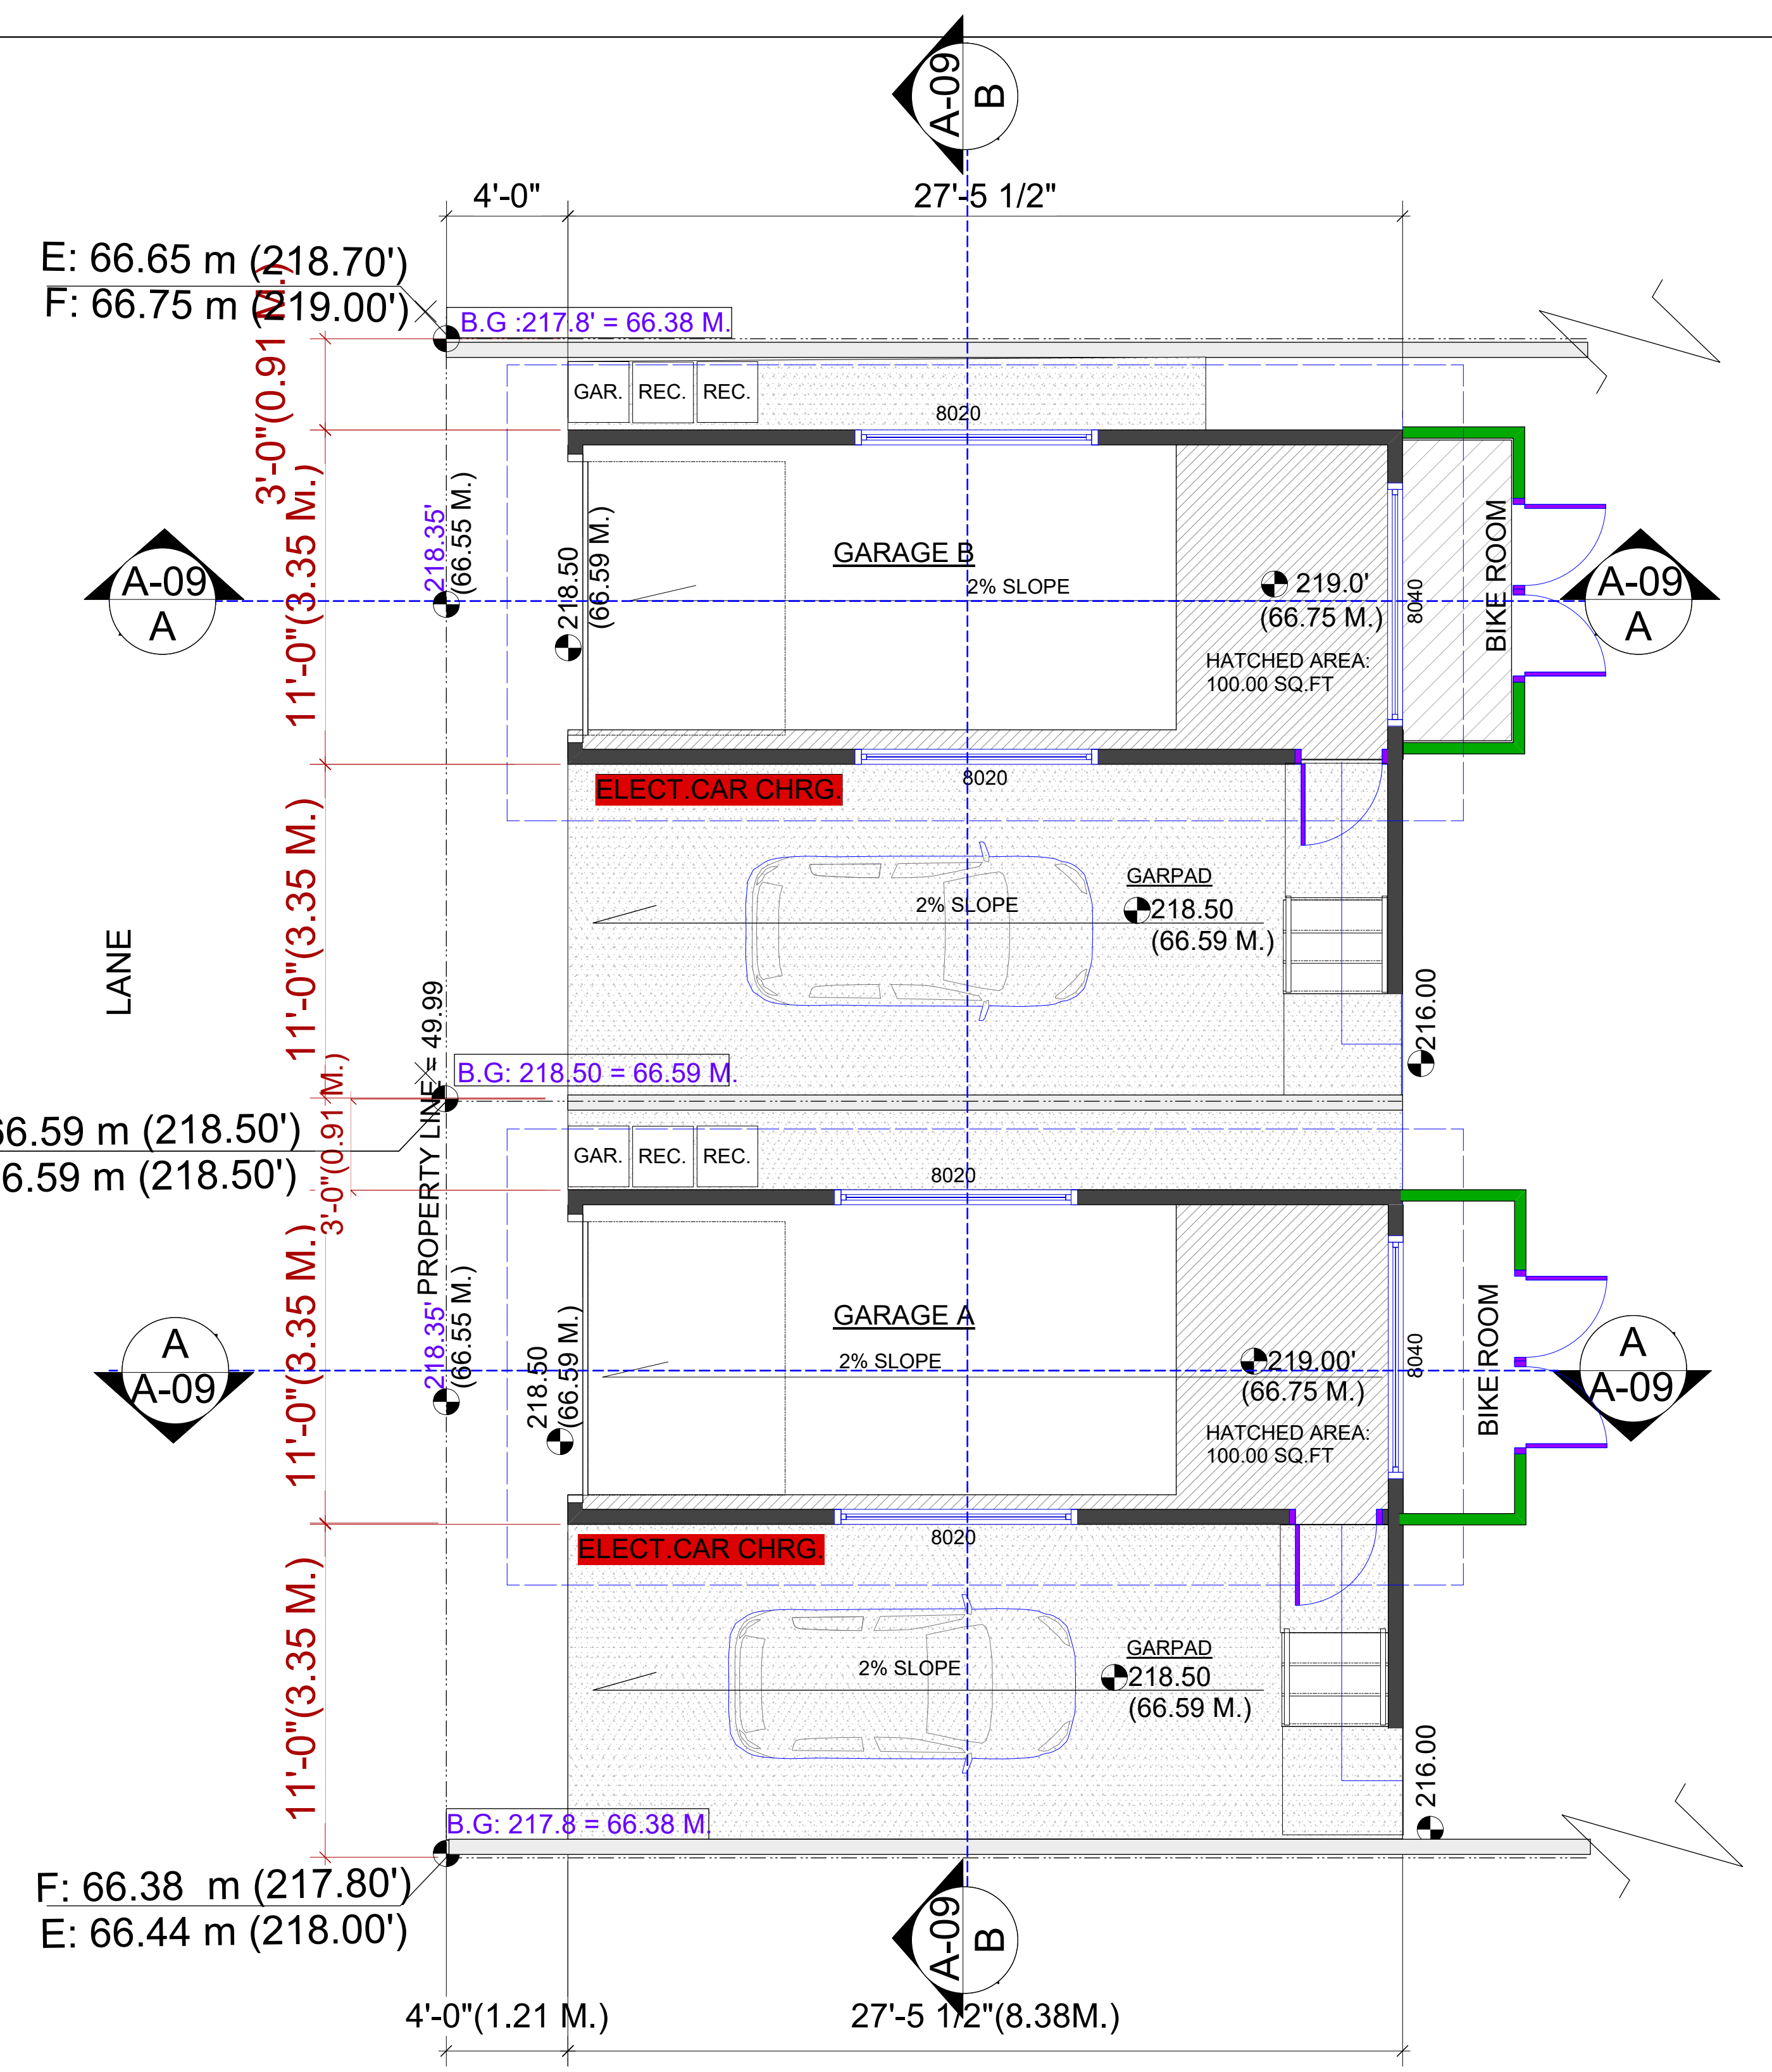 A-09
B
4'-0"
27'-5 1/2"
E: 66.65 m (218.70')
F: 66.75 m (219.00')
3'-0"(0.91 M.)
B.G :217.8' = 66.38 M.
GAR.
REC.
REC.
8020
11'-0"(3.35 M.)
218.35'
(66.55 M.)
218.50
(66.59 M.)
GARAGE B
2% SLOPE
219.0'
(66.75 M.)
HATCHED AREA:
100.00 SQ.FT
8040
BIKE ROOM
A-09
A
A-09
A
8020
ELECT.CAR CHRG.
11'-0"(3.35 M.)
LANE
GARPAD
2% SLOPE
218.50
(66.59 M.)
216.00
PROPERTY LINE = 49.99
B.G: 218.50 = 66.59 M.
66.59 m (218.50')
6.59 m (218.50')
3'-0"(0.91 M.)
GAR.
REC.
REC.
8020
11'-0"(3.35 M.)
218.35'
(66.55 M.)
218.50
(66.59 M.)
GARAGE A
2% SLOPE
219.00'
(66.75 M.)
HATCHED AREA:
100.00 SQ.FT
8040
BIKE ROOM
A
A-09
A
A-09
8020
ELECT.CAR CHRG.
11'-0"(3.35 M.)
GARPAD
2% SLOPE
218.50
(66.59 M.)
216.00
B.G: 217.8 = 66.38 M.
F: 66.38 m (217.80')
E: 66.44 m (218.00')
A-09
B
4'-0"(1.21 M.)
27'-5 1/2"(8.38M.)